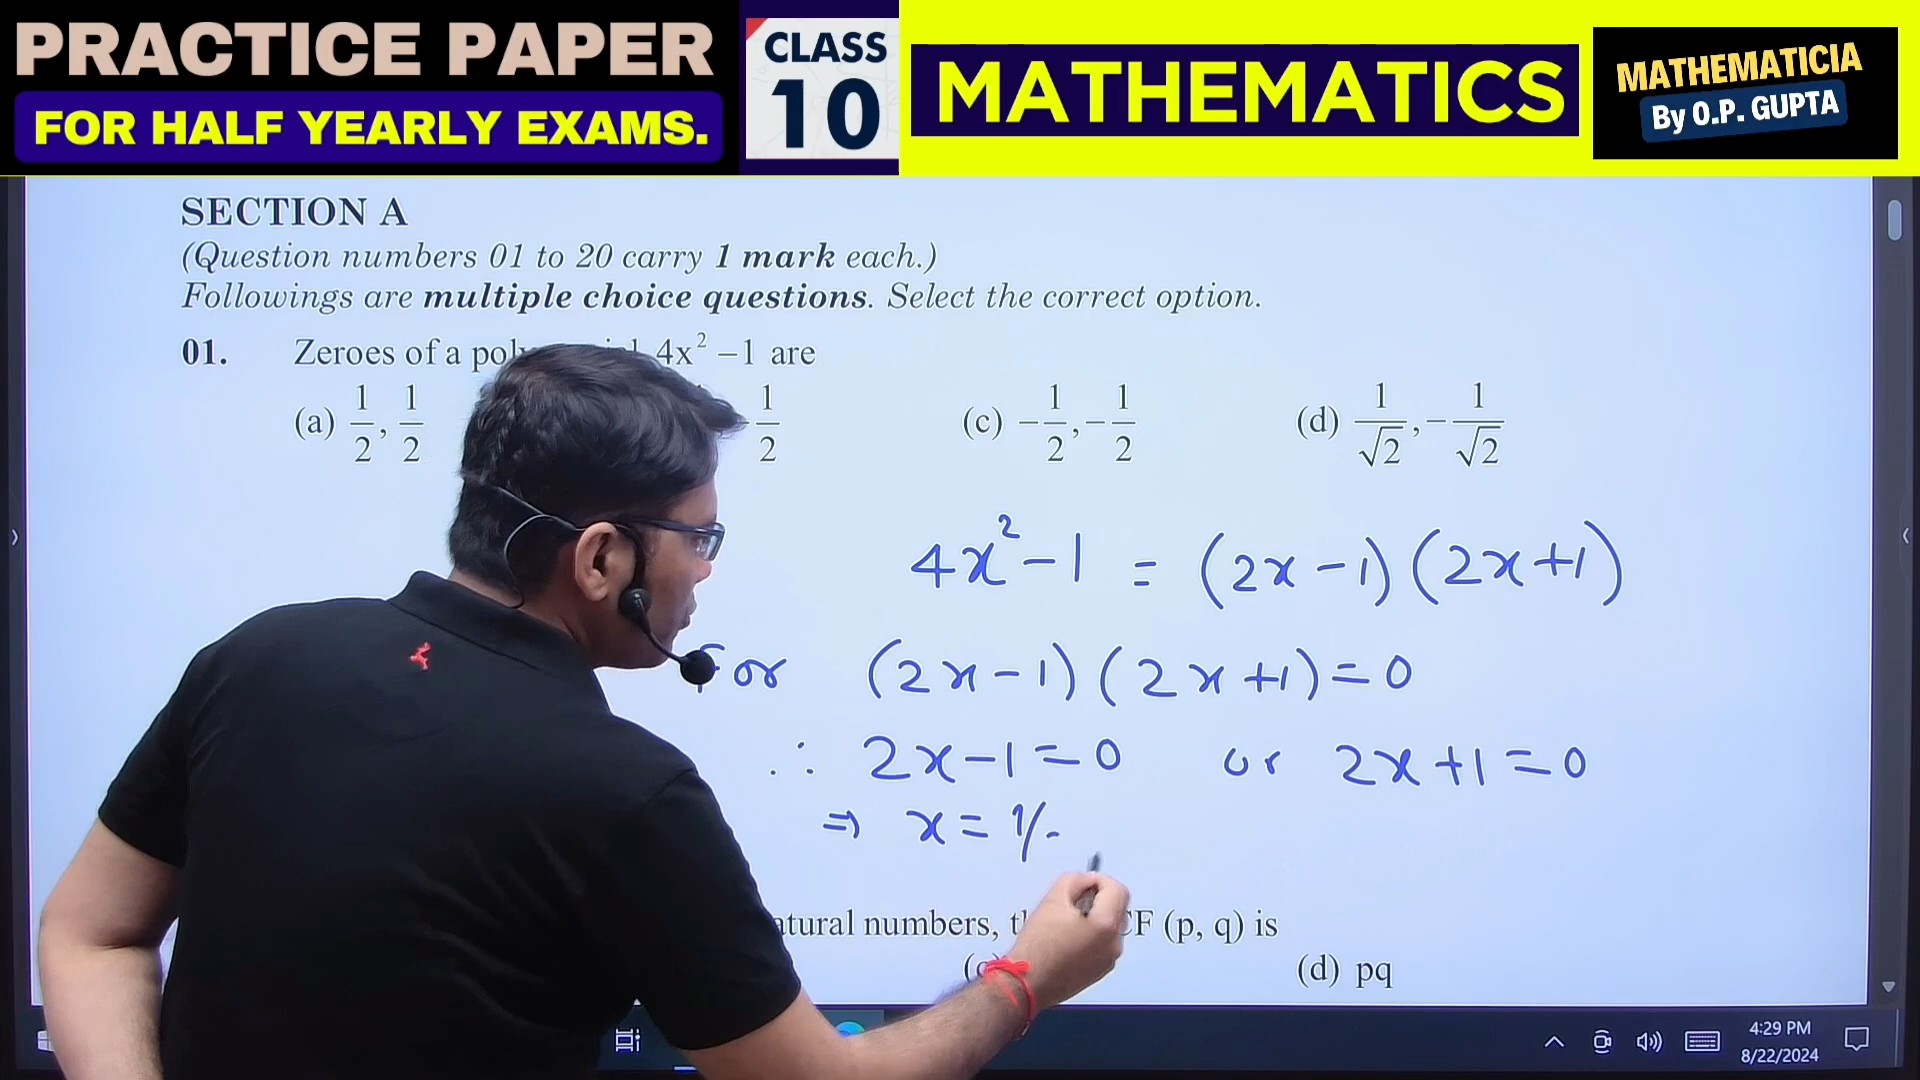 PRACTICE PAPER
FOR HALF YEARLY EXAMS.
CLASS
10
MATHEMATICS
MATHEMATICIA
By O.P. GUPTA
SECTION A
(Question numbers 01 to 20 carry 1 mark each.)
Followings are multiple choice questions. Select the correct option.
01. Zeroes of a 4x² −1 are
(a) 1/2, 1/2 1/2 (c) −1/2, −1/2 (d) 1/√2, −1/√2
4x² − 1 = (2x − 1) (2x + 1)
For (2x − 1) (2x + 1) = 0
∴ 2x − 1 = 0 or 2x + 1 = 0
⇒ x = 1/
numbers, (p, q) is
(d) pq
4:29 PM
8/22/2024